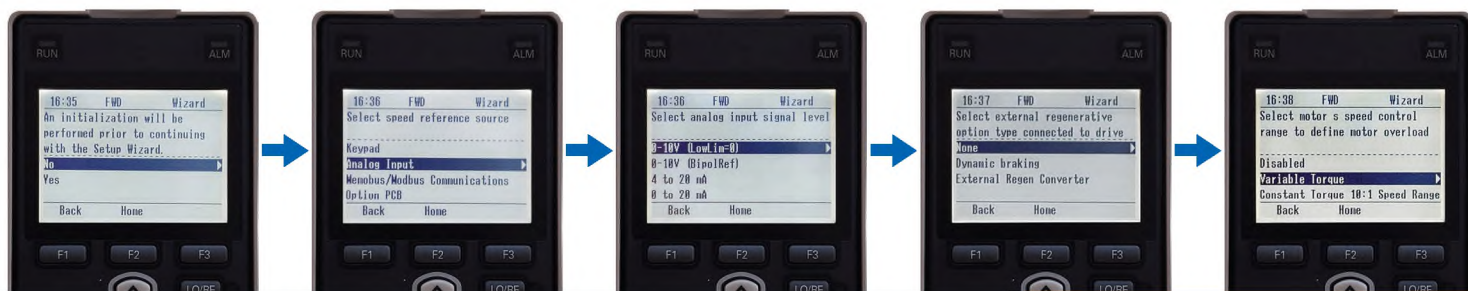 RUN ALM
16:35 FWD Wizard
An initialization will be
performed prior to continuing
with the Setup Wizard.
No
Yes
Back Home
F1 F2 F3
LO/RE
RUN ALM
16:36 FWD Wizard
Select speed reference source
Keypad
Analog Input
Memobus/Modbus Communications
Option PCB
Back Home
F1 F2 F3
LO/RE
RUN ALM
16:36 FWD Wizard
Select analog input signal level
0-10V (LowLim=0)
0-10V (BipolRef)
4 to 20 mA
0 to 20 mA
Back Home
F1 F2 F3
LO/RE
RUN ALM
16:37 FWD Wizard
Select external regenerative
option type connected to drive
None
Dynamic braking
External Regen Converter
Back Home
F1 F2 F3
LO/RE
RUN ALM
16:38 FWD Wizard
Select motor s speed control
range to define motor overload
Disabled
Variable Torque
Constant Torque 10:1 Speed Range
Back Home
F1 F2 F3
LO/RE